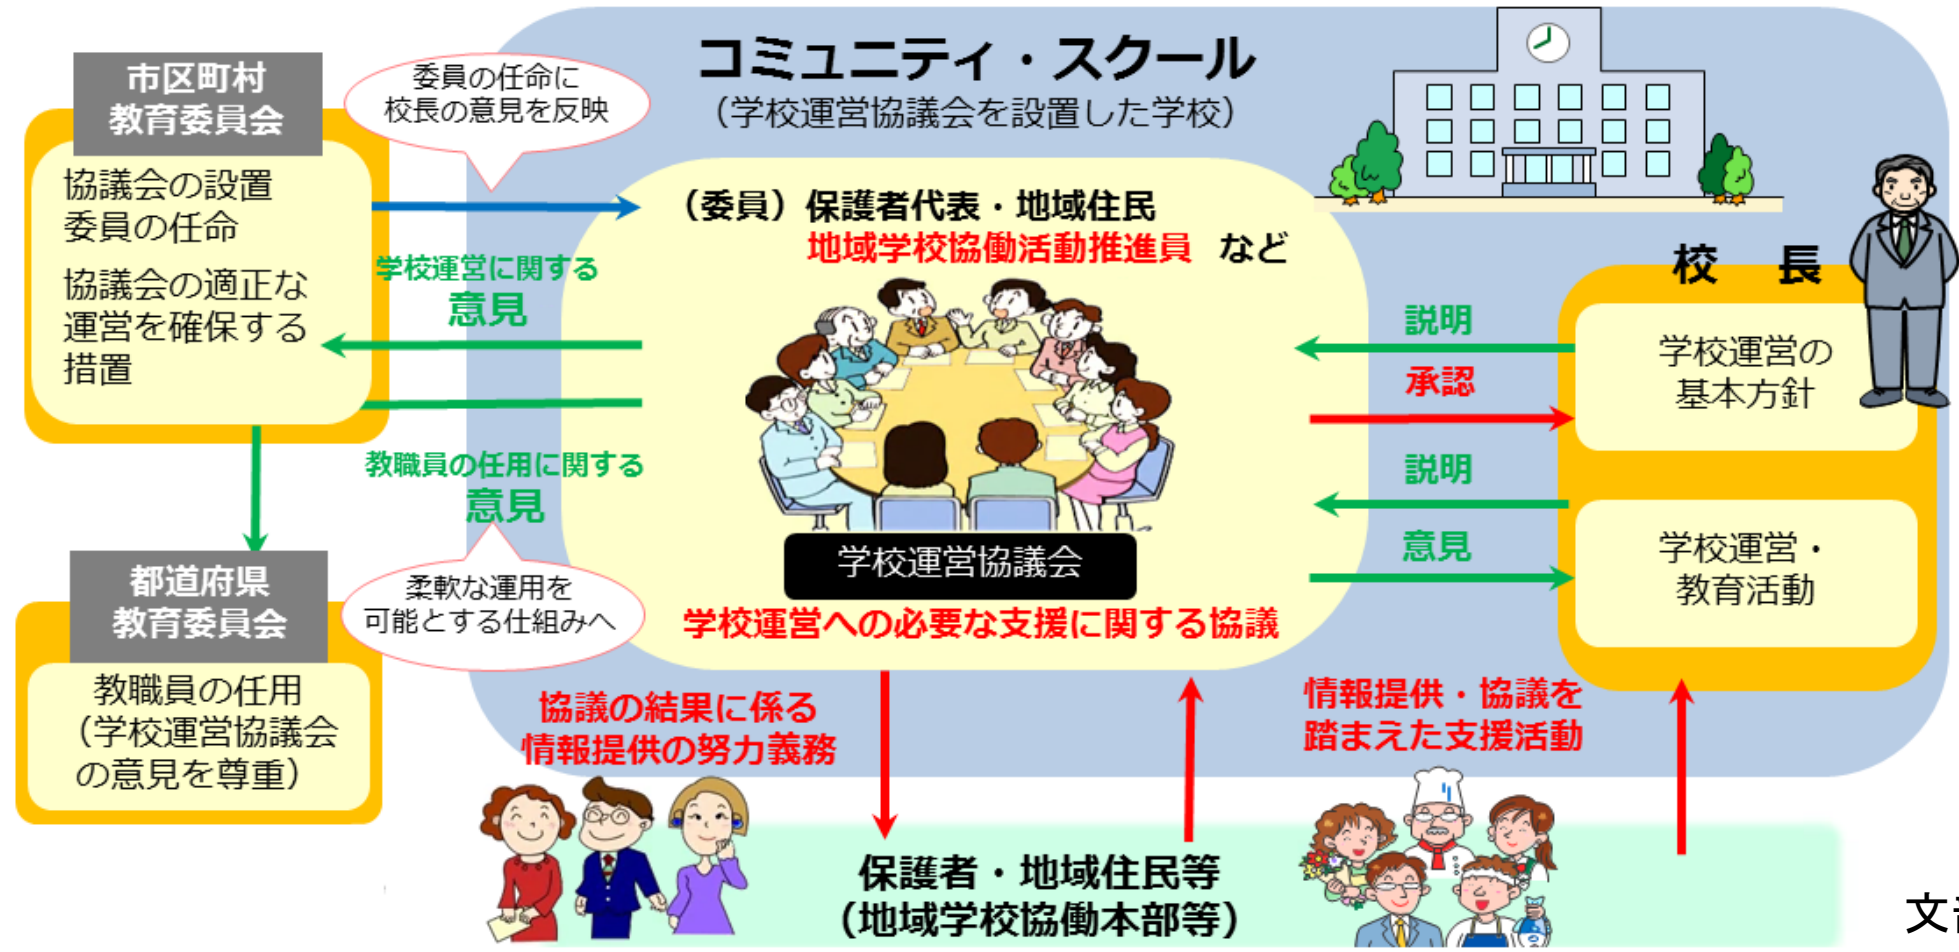 市区町村
教育委員会
協議会の設置
委員の任命
協議会の適正な
運営を確保する
措置
委員の任命に
校長の意見を反映
コミュニティ・スクール
（学校運営協議会を設置した学校）
（委員）保護者代表・地域住民
地域学校協働活動推進員　など
学校運営に関する
意見
教職員の任用に関する
意見
柔軟な運用を
可能とする仕組みへ
都道府県
教育委員会
教職員の任用
（学校運営協議会
の意見を尊重）
学校運営協議会
学校運営への必要な支援に関する協議
校　長
説明
承認
学校運営の
基本方針
説明
意見
学校運営・
教育活動
協議の結果に係る
情報提供の努力義務
情報提供・協議を
踏まえた支援活動
保護者・地域住民等
（地域学校協働本部等）
文